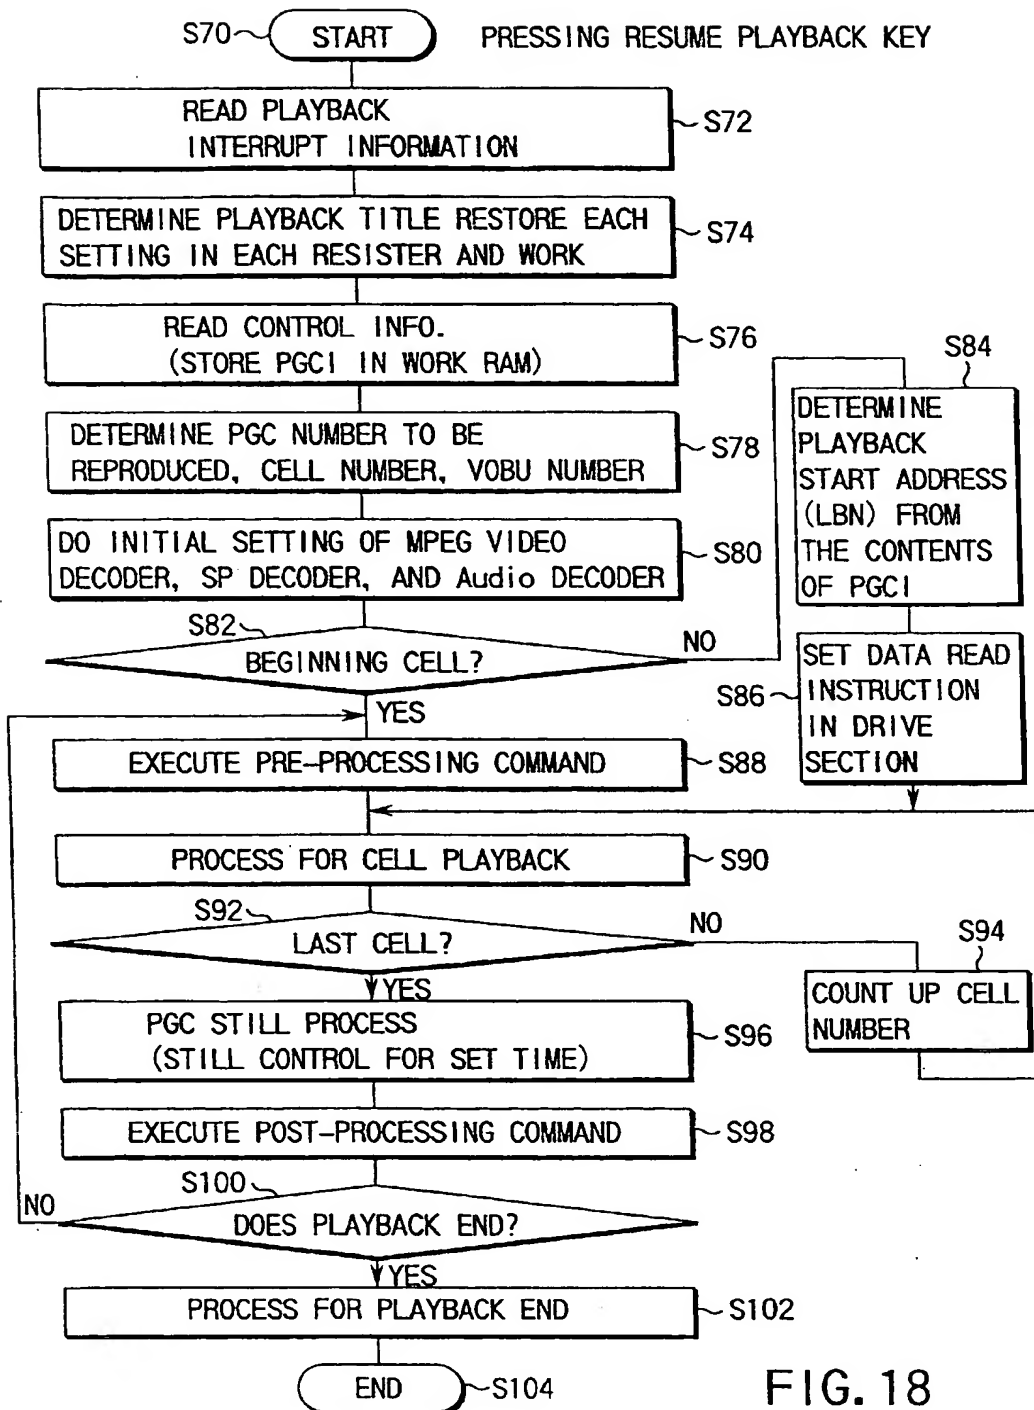 S70 START PRESSING RESUME PLAYBACK KEY
READ PLAYBACK
INTERRUPT INFORMATION
S72
DETERMINE PLAYBACK TITLE RESTORE EACH
SETTING IN EACH RESISTER AND WORK
S74
READ CONTROL INFO.
(STORE PGCI IN WORK RAM)
S76
DETERMINE PGC NUMBER TO BE
REPRODUCED, CELL NUMBER, VOBU NUMBER
S78
DO INITIAL SETTING OF MPEG VIDEO
DECODER, SP DECODER, AND Audio DECODER
S80
S82
BEGINNING CELL?
NO
YES
S84
DETERMINE
PLAYBACK
START ADDRESS
(LBN) FROM
THE CONTENTS
OF PGCI
S86
SET DATA READ
INSTRUCTION
IN DRIVE
SECTION
EXECUTE PRE-PROCESSING COMMAND
S88
PROCESS FOR CELL PLAYBACK
S90
S92
LAST CELL?
NO
YES
S94
COUNT UP CELL
NUMBER
PGC STILL PROCESS
(STILL CONTROL FOR SET TIME)
S96
EXECUTE POST-PROCESSING COMMAND
S98
S100
NO
DOES PLAYBACK END?
YES
PROCESS FOR PLAYBACK END
S102
END
S104
FIG. 18